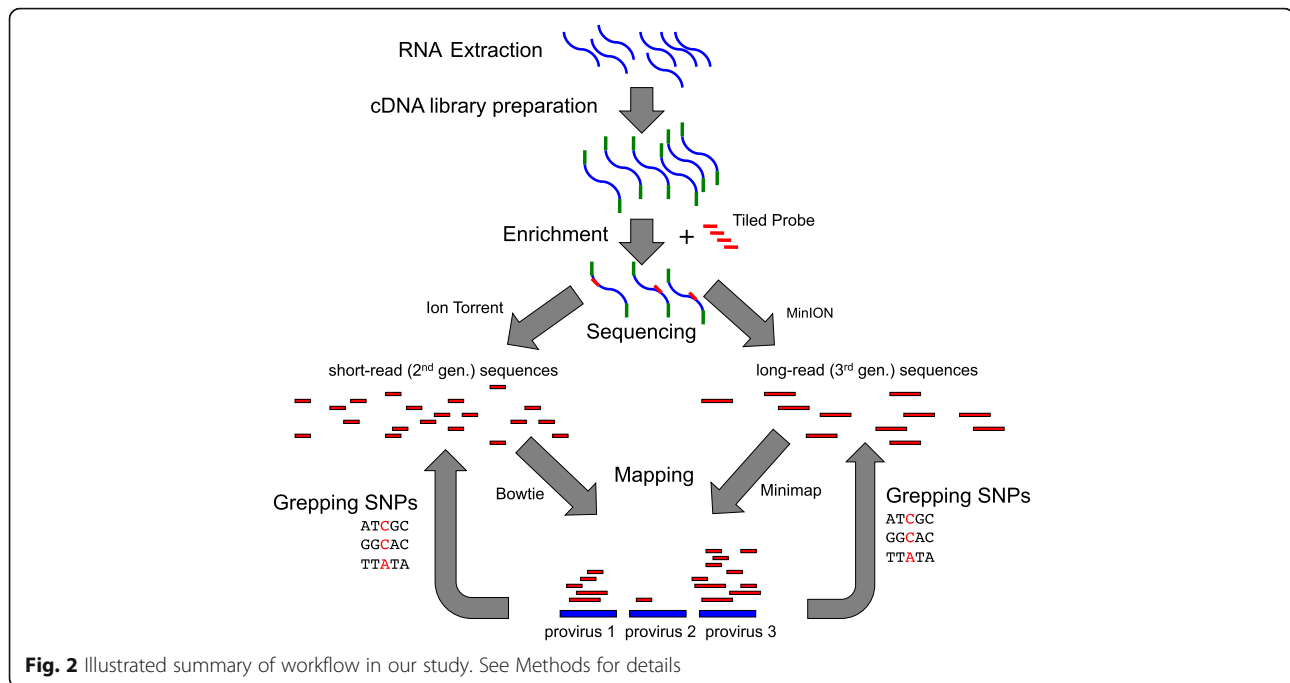 RNA Extraction
cDNA library preparation
Enrichment
+
Tiled Probe
Ion Torrent
Sequencing
MinION
short-read (2nd gen.) sequences
long-read (3rd gen.) sequences
Mapping
Bowtie
Minimap
Grepping SNPs
ATCGC
GGCAC
TTATA
Grepping SNPs
ATCGC
GGCAC
TTATA
provirus 1 provirus 2 provirus 3
Fig. 2 Illustrated summary of workflow in our study. See Methods for details